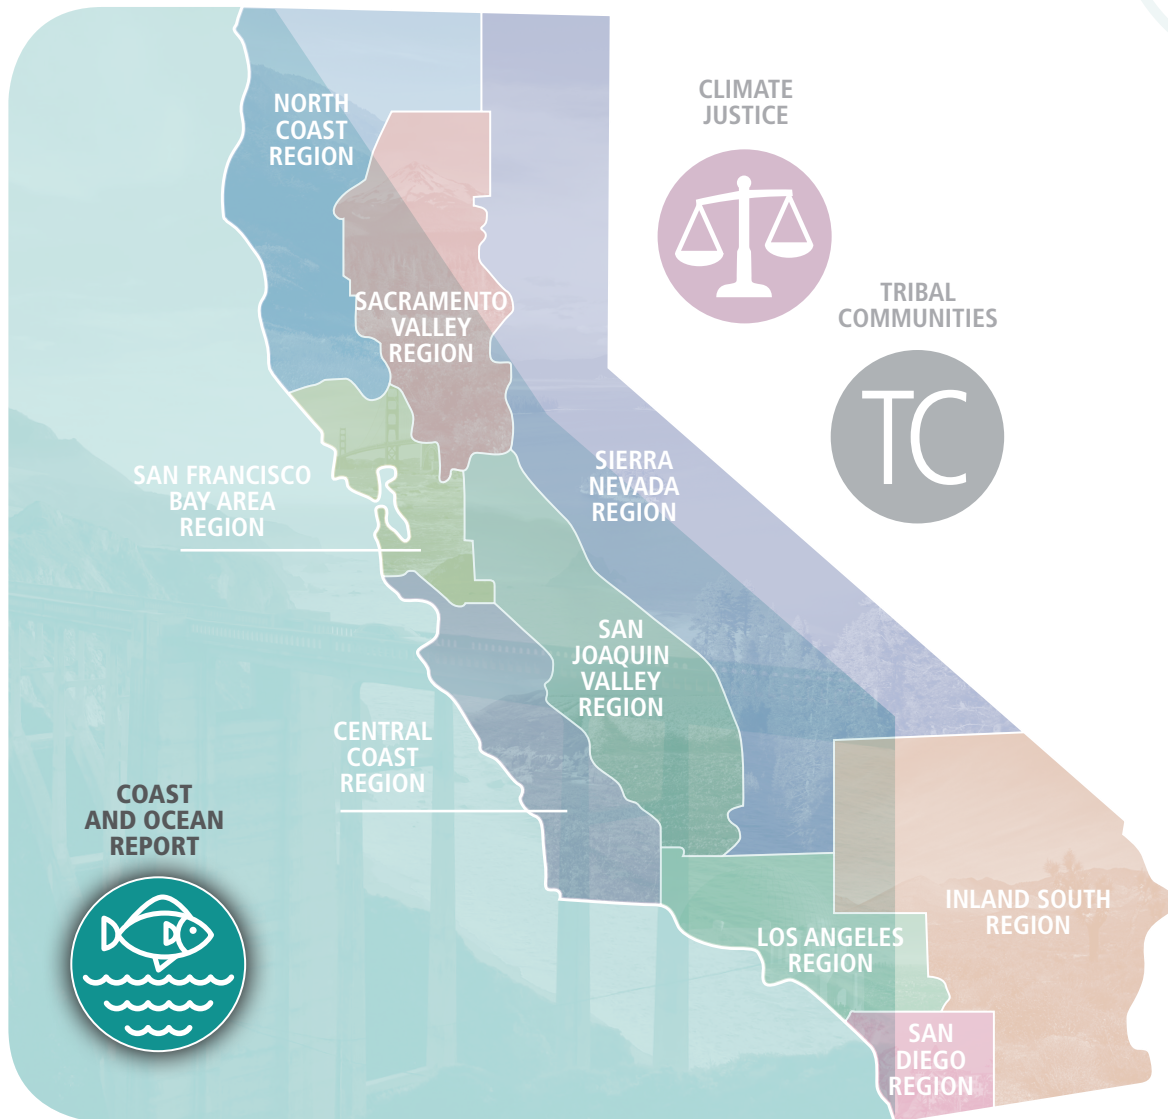 CLIMATE
JUSTICE
NORTH
COAST
REGION
TRIBAL
COMMUNITIES
TC
SACRAMENTO
VALLEY
REGION
SIERRA
NEVADA
REGION
SAN FRANCISCO
BAY AREA
REGION
SAN
JOAQUIN
VALLEY
REGION
CENTRAL
COAST
REGION
COAST
AND OCEAN
REPORT
INLAND SOUTH
REGION
LOS ANGELES
REGION
SAN
DIEGO
REGION